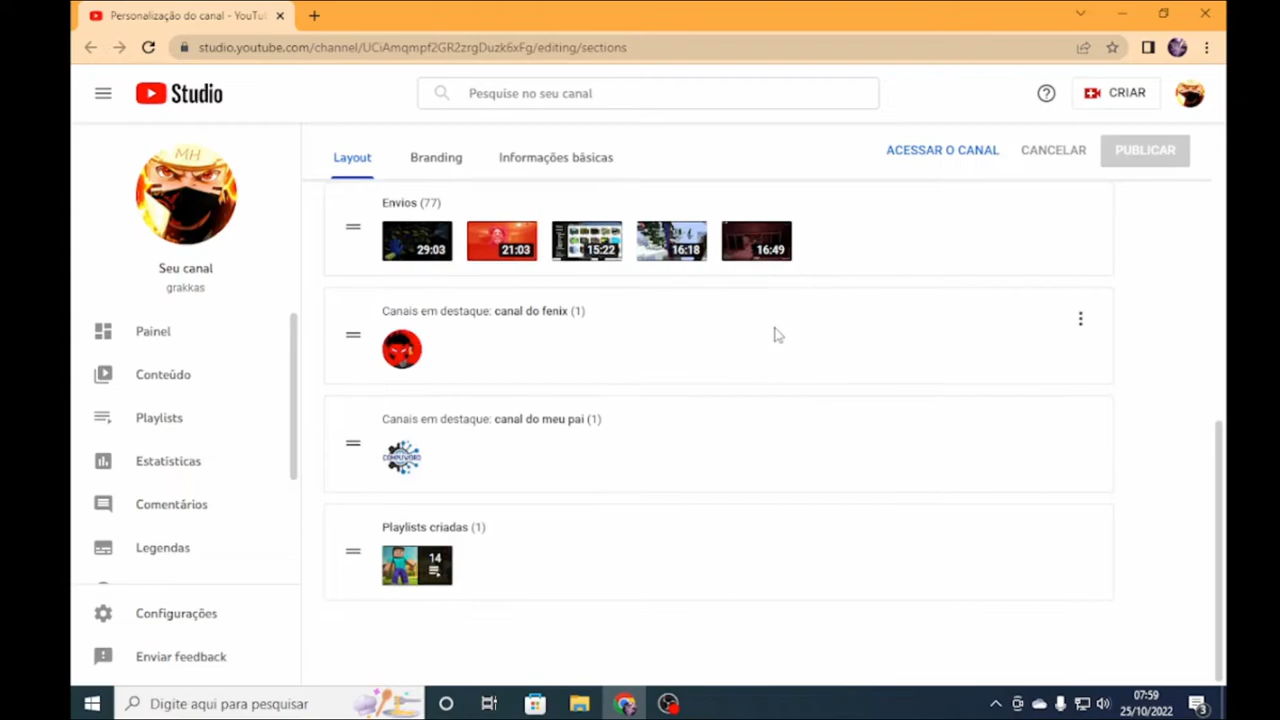 Personalização do canal - YouTu
studio.youtube.com/channel/UCiAmqmpf2GR2zrgDuzk6xFg/editing/sections
Studio
Pesquise no seu canal
CRIAR
MH
Seu canal
grakkas
Painel
Conteúdo
Playlists
Estatísticas
Comentários
Legendas
Configurações
Enviar feedback
Layout
Branding
Informações básicas
ACESSAR O CANAL
CANCELAR
PUBLICAR
Envios (77)
29:03
21:03
15:22
16:18
16:49
Canais em destaque: canal do fenix (1)
Canais em destaque: canal do meu pai (1)
COMPUWORD
Playlists criadas (1)
14
Digite aqui para pesquisar
07:59
25/10/2022
3